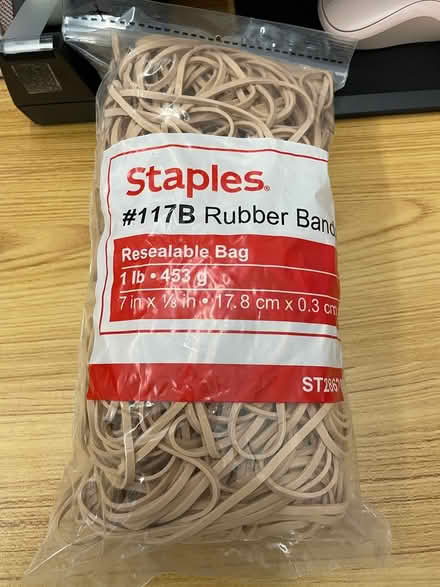 Staples®
#117B Rubber Band
Resealable Bag
1 lb • 453 g
7 in x 1/8 in • 17.8 cm x 0.3 cm